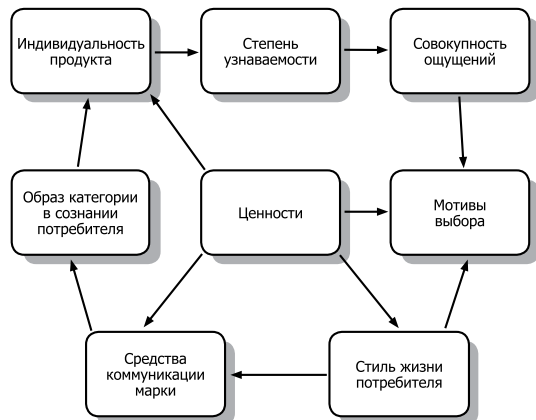 Индивидуальность
продукта
Степень
узнаваемости
Совокупность
ощущений
Образ категории
в сознании
потребителя
Ценности
Мотивы
выбора
Средства
коммуникации
марки
Стиль жизни
потребителя